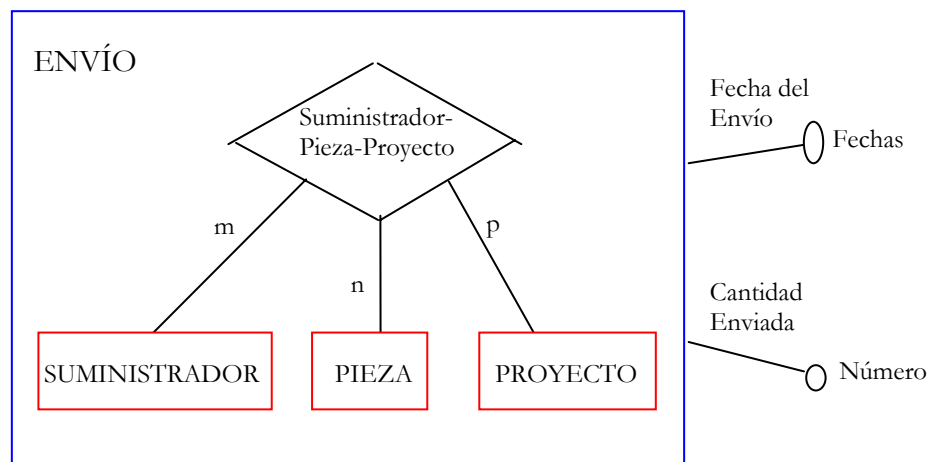 ENVÍO
Suministrador-
Pieza-Proyecto
Fecha del
Envío
Fechas
m
n
p
Cantidad
Enviada
Número
SUMINISTRADOR
PIEZA
PROYECTO